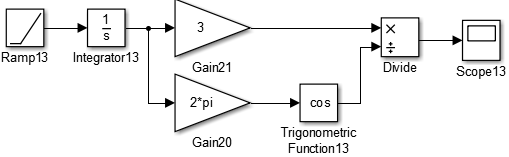 Ramp13
1
s
Integrator13
3
Gain21
2*pi
Gain20
cos
Trigonometric
Function13
×
÷
Divide
Scope13